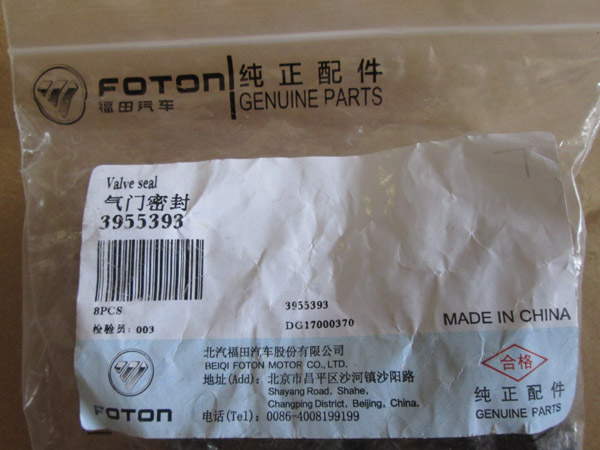 FOTON 纯正配件
福田汽车 GENUINE PARTS
Valve seal
气门密封
3955393
8PCS 3955393
检验员: 003 DG17000370
MADE IN CHINA
北汽福田汽车股份有限公司
BEIQI FOTON MOTOR CO., LTD.
地址(Add): 北京市昌平区沙河镇沙阳路
Shayang Road, Shahe,
Changping District, Beijing, China.
电话(Tel): 0086-4008199199
FOTON
合格
纯正配件
GENUINE PARTS